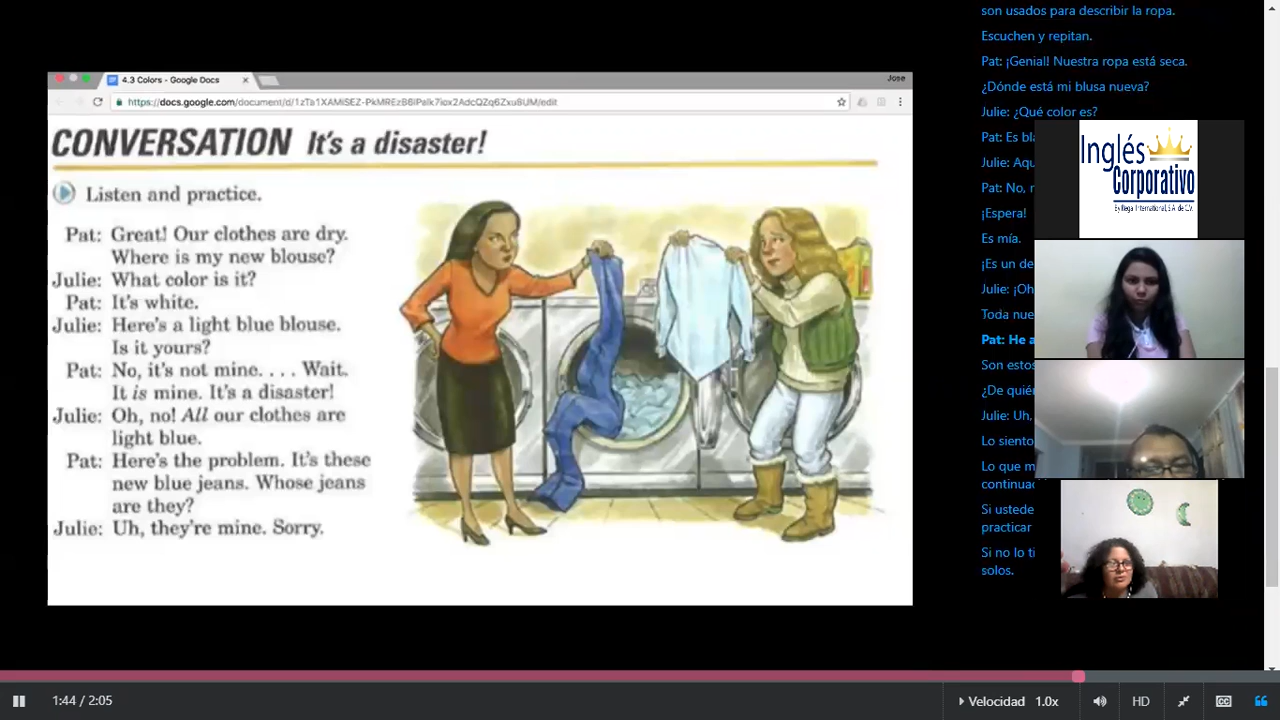 4.3 Colors - Google Docs
Jose
https://docs.google.com/document/d/1zTa1XAMiSEZ-PkMREzB6lPalk7iox2AdcQZq6Zxu8UM/edit
CONVERSATION It's a disaster!
Listen and practice.
Pat: Great! Our clothes are dry.
Where is my new blouse?
Julie: What color is it?
Pat: It's white.
Julie: Here's a light blue blouse.
Is it yours?
Pat: No, it's not mine. . . . Wait.
It is mine. It's a disaster!
Julie: Oh, no! All our clothes are
light blue.
Pat: Here's the problem. It's these
new blue jeans. Whose jeans
are they?
Julie: Uh, they're mine. Sorry.
son usados para describir la ropa.
Escuchen y repitan.
Pat: ¡Genial! Nuestra ropa está seca.
¿Dónde está mi blusa nueva?
Julie: ¿Qué color es?
Pat: Es bla
Julie: Aqu
Pat: No, n
¡Espera!
Es mía.
¡Es un de
Julie: ¡Oh
Toda nue
Pat: He a
Son estos
¿De quién
Julie: Uh,
Lo siento
Lo que m
continuac
Si ustede
practicar
Si no lo ti
solos.
Inglés
Corporativo
1:44 / 2:05
Velocidad 1.0x
HD
CC